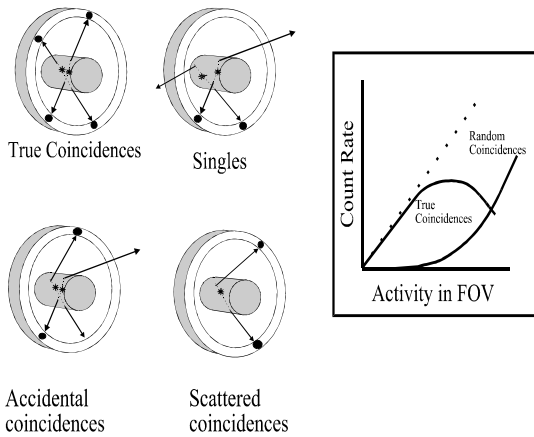 True Coincidences
Singles
Accidental
coincidences
Scattered
coincidences
Count Rate
Random
Coincidences
True
Coincidences
Activity in FOV